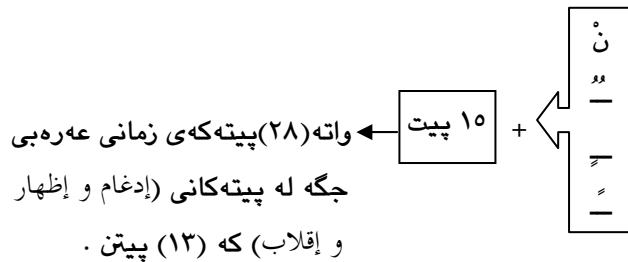 نْ
ـٌ
ـٍ
ـً
+
١٥ پیت
واتە(٢٨)پیتەکەی زمانی عەرەبی
جگە لە پیتەکانی (إدغام و إظهار
و إقلاب) کە (١٣) پیتن .